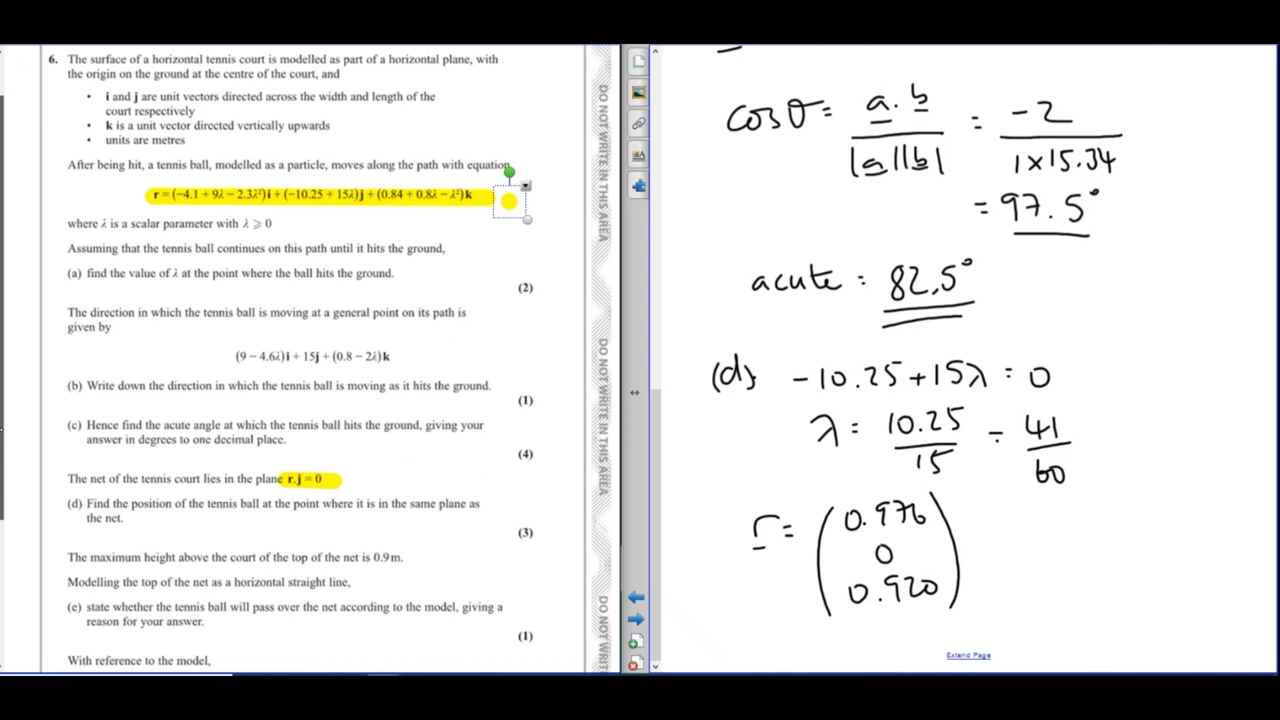 6. The surface of a horizontal tennis court is modelled as part of a horizontal plane, with
the origin on the ground at the centre of the court, and
• i and j are unit vectors directed across the width and length of the
court respectively
• k is a unit vector directed vertically upwards
• units are metres
After being hit, a tennis ball, modelled as a particle, moves along the path with equation
r = (−4.1 + 9λ − 2.3λ²)i + (−10.25 + 15λ)j + (0.84 + 0.8λ − λ²)k
where λ is a scalar parameter with λ ⩾ 0
Assuming that the tennis ball continues on this path until it hits the ground,
(a) find the value of λ at the point where the ball hits the ground.
(2)
The direction in which the tennis ball is moving at a general point on its path is
given by
(9 − 4.6λ)i + 15j + (0.8 − 2λ)k
(b) Write down the direction in which the tennis ball is moving as it hits the ground.
(1)
(c) Hence find the acute angle at which the tennis ball hits the ground, giving your
answer in degrees to one decimal place.
(4)
The net of the tennis court lies in the plane r.j = 0
(d) Find the position of the tennis ball at the point where it is in the same plane as
the net.
(3)
The maximum height above the court of the top of the net is 0.9 m.
Modelling the top of the net as a horizontal straight line,
(e) state whether the tennis ball will pass over the net according to the model, giving a
reason for your answer.
(1)
With reference to the model,
DO NOT WRITE IN THIS AREA
DO NOT WRITE IN THIS AREA
DO NOT WRIT
cos θ = a . b / |a||b| = −2 / 1 × 15.34
= 97.5°
acute = 82.5°
(d) −10.25 + 15λ = 0
λ = 10.25 / 15 = 41 / 60
r = (0.976
0
0.920)
Extend Page